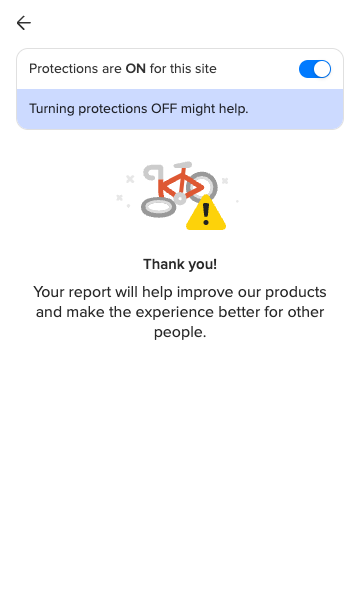 Protections are ON for this site
Turning protections OFF might help.
Thank you!
Your report will help improve our products
and make the experience better for other
people.